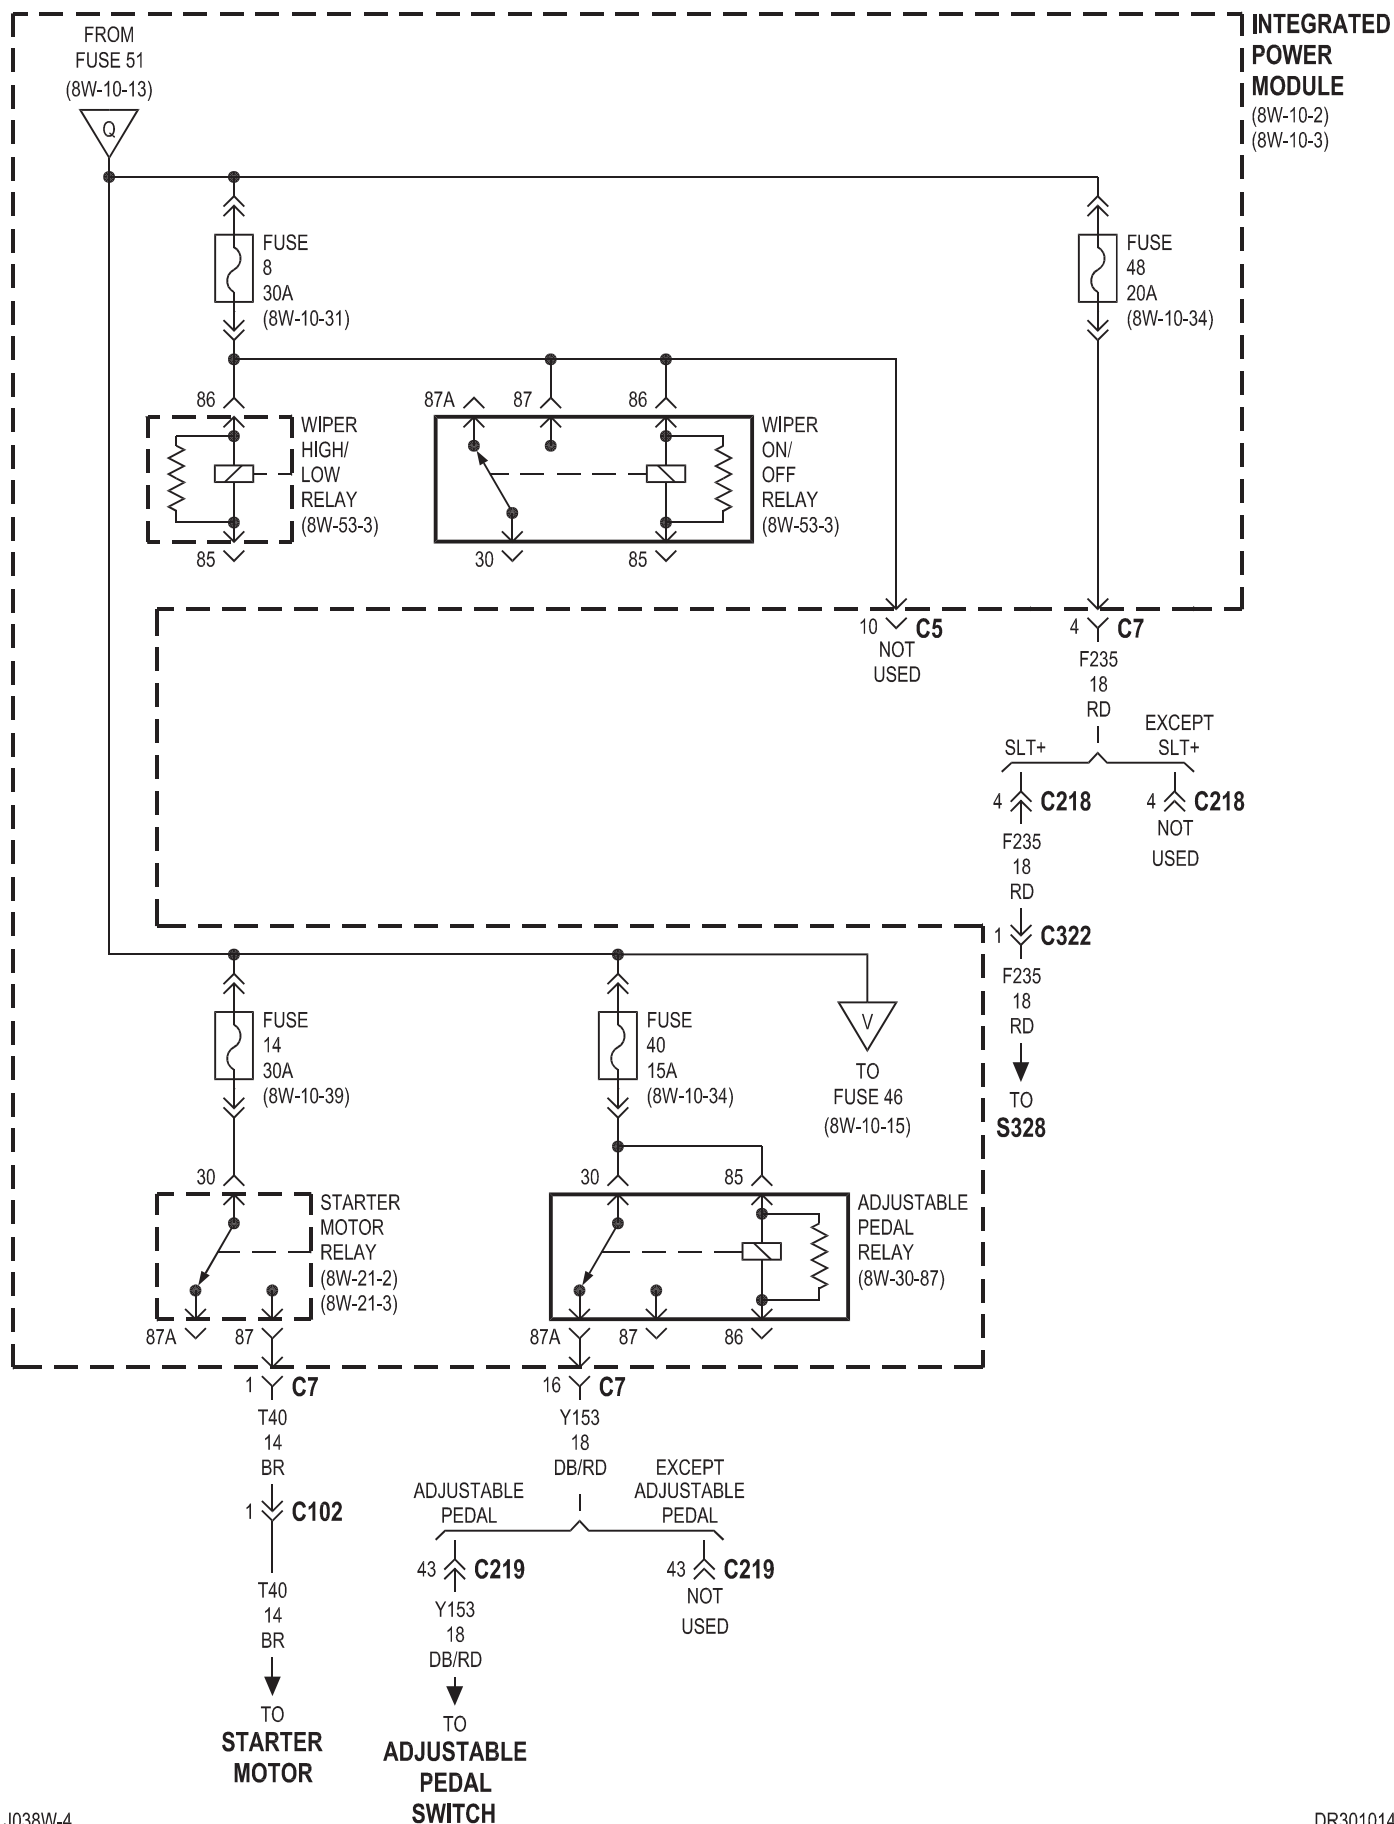 FROM
FUSE 51
(8W-10-13)
Q
INTEGRATED
POWER
MODULE
(8W-10-2)
(8W-10-3)
FUSE
8
30A
(8W-10-31)
FUSE
48
20A
(8W-10-34)
86
WIPER
HIGH/
LOW
RELAY
(8W-53-3)
85
87A
87
86
WIPER
ON/
OFF
RELAY
(8W-53-3)
30
85
10 C5
NOT
USED
4 C7
F235
18
RD
SLT+
EXCEPT
SLT+
4 C218
4 C218
NOT
USED
F235
18
RD
1 C322
F235
18
RD
TO
S328
FUSE
14
30A
(8W-10-39)
FUSE
40
15A
(8W-10-34)
V
TO
FUSE 46
(8W-10-15)
30
STARTER
MOTOR
RELAY
(8W-21-2)
(8W-21-3)
87A
87
30
85
ADJUSTABLE
PEDAL
RELAY
(8W-30-87)
87A
87
86
1 C7
T40
14
BR
1 C102
T40
14
BR
TO
STARTER
MOTOR
16 C7
Y153
18
DB/RD
ADJUSTABLE
PEDAL
EXCEPT
ADJUSTABLE
PEDAL
43 C219
43 C219
NOT
USED
Y153
18
DB/RD
TO
ADJUSTABLE
PEDAL
SWITCH
J038W-4
DR301014